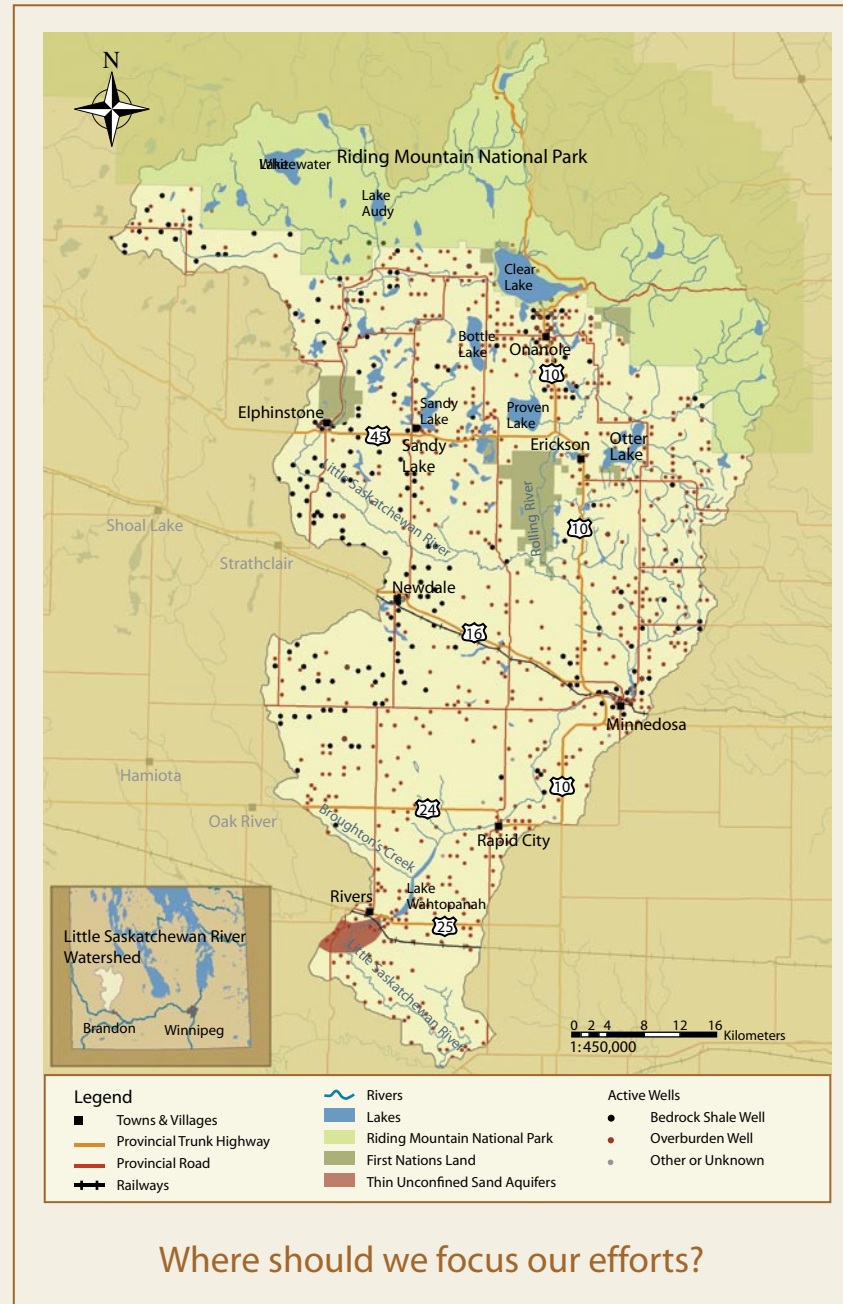 N
Lake
Whitewater
Riding Mountain National Park
Lake
Audy
Clear
Lake
Bottle
Lake
Onanole
10
Elphinstone
Sandy
Lake
Proven
Lake
45
Sandy
Lake
Erickson
Otter
Lake
Little Saskatchewan River
Rolling River
10
Shoal Lake
Strathclair
Newdale
16
Minnedosa
Hamiota
10
24
Oak River
Broughton's Creek
Rapid City
Rivers
Lake
Wahtopanah
25
Little Saskatchewan River
Little Saskatchewan River
Watershed
Brandon
Winnipeg
0 2 4 8 12 16
Kilometers
1:450,000
Legend
Towns & Villages
Provincial Trunk Highway
Provincial Road
Railways
Rivers
Lakes
Riding Mountain National Park
First Nations Land
Thin Unconfined Sand Aquifers
Active Wells
Bedrock Shale Well
Overburden Well
Other or Unknown
Where should we focus our efforts?